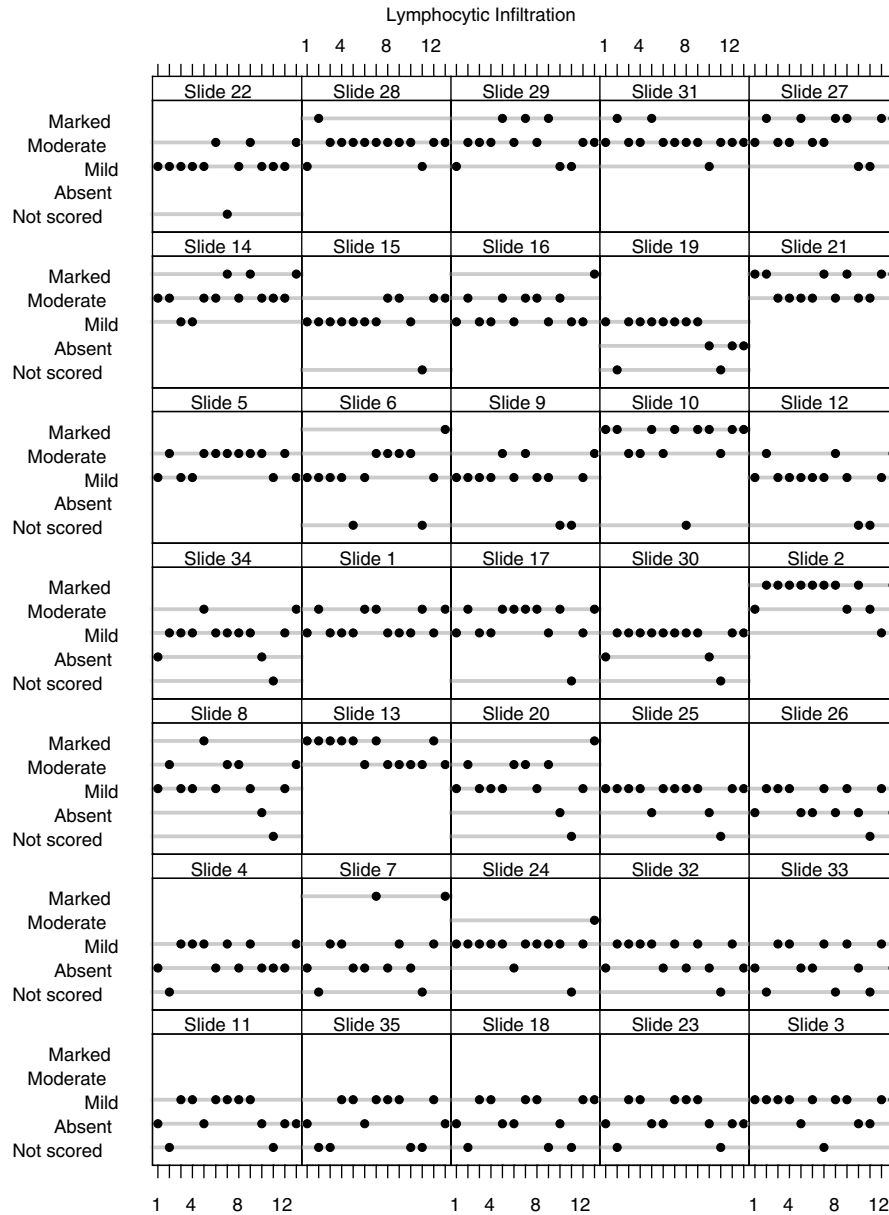 Lymphocytic Infiltration
1 4 8 12 1 4 8 12
Slide 22 Slide 28 Slide 29 Slide 31 Slide 27
Marked
Moderate
Mild
Absent
Not scored
Slide 14 Slide 15 Slide 16 Slide 19 Slide 21
Marked
Moderate
Mild
Absent
Not scored
Slide 5 Slide 6 Slide 9 Slide 10 Slide 12
Marked
Moderate
Mild
Absent
Not scored
Slide 34 Slide 1 Slide 17 Slide 30 Slide 2
Marked
Moderate
Mild
Absent
Not scored
Slide 8 Slide 13 Slide 20 Slide 25 Slide 26
Marked
Moderate
Mild
Absent
Not scored
Slide 4 Slide 7 Slide 24 Slide 32 Slide 33
Marked
Moderate
Mild
Absent
Not scored
Slide 11 Slide 35 Slide 18 Slide 23 Slide 3
Marked
Moderate
Mild
Absent
Not scored
1 4 8 12 1 4 8 12 1 4 8 12